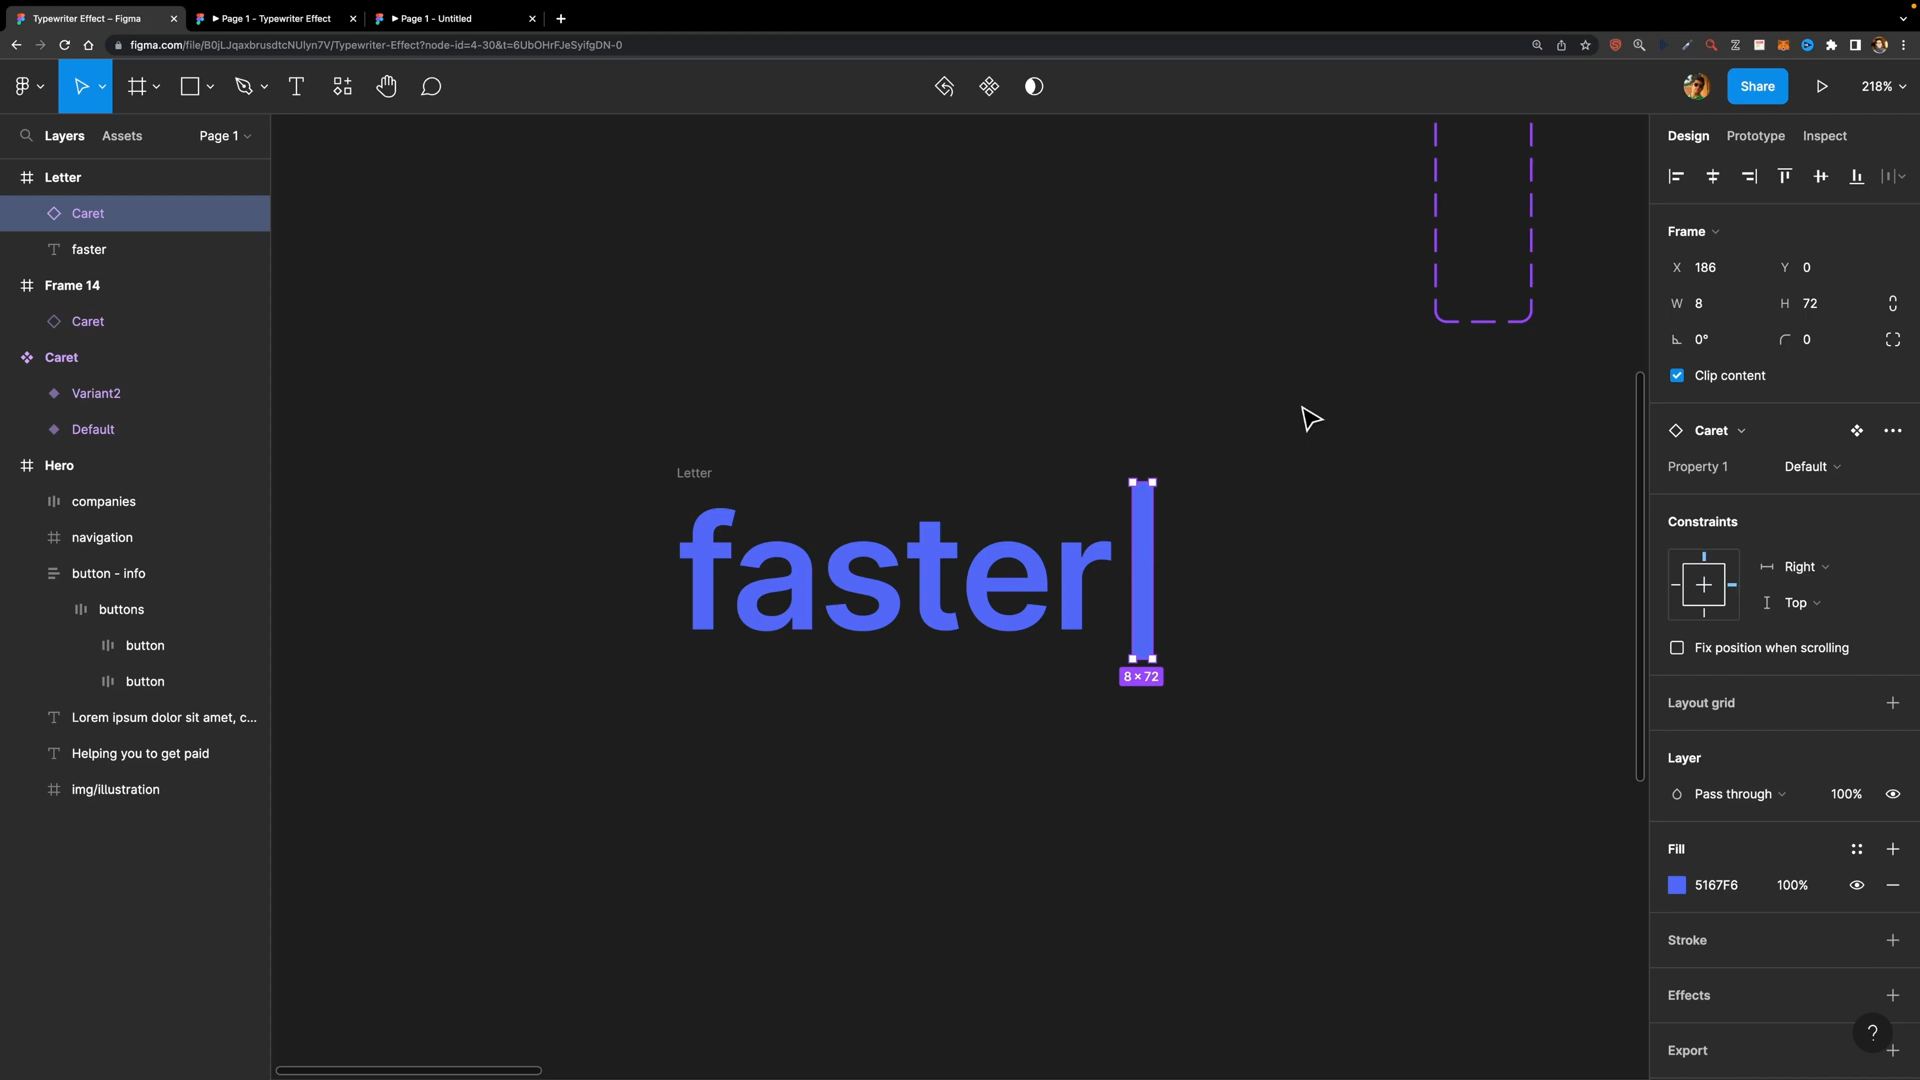 Typewriter Effect – Figma
Page 1 - Typewriter Effect
Page 1 - Untitled
figma.com/file/B0jLJqaxbrusdtcNUlyn7V/Typewriter-Effect?node-id=4-30&t=6UbOHrFJeSyifgDN-0
Share
218%
Layers
Assets
Page 1
Letter
Caret
faster
Frame 14
Caret
Caret
Variant2
Default
Hero
companies
navigation
button - info
buttons
button
button
Lorem ipsum dolor sit amet, c...
Helping you to get paid
img/illustration
Letter
faster
8 × 72
Design
Prototype
Inspect
Frame
X 186
Y 0
W 8
H 72
0°
0
Clip content
Caret
Property 1
Default
Constraints
Right
Top
Fix position when scrolling
Layout grid
Layer
Pass through
100%
Fill
5167F6
100%
Stroke
Effects
Export
?